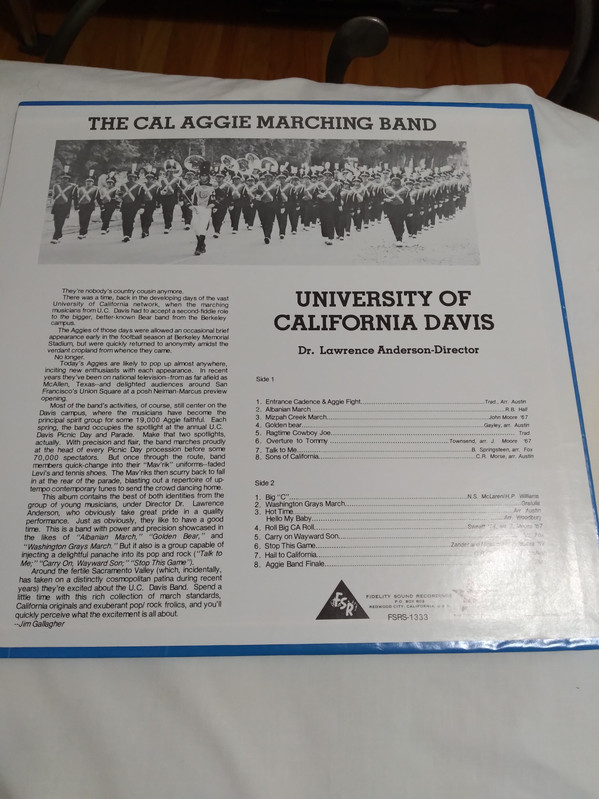 THE CAL AGGIE MARCHING BAND
They're nobody's country cousin anymore.
There was a time, back in the developing days of the vast
University of California network, when the marching
musicians from U.C. Davis had to accept a second-fiddle role
to the bigger, better-known Bear band from the Berkeley
campus.
The Aggies of those days were allowed an occasional brief
appearance early in the football season at Berkeley Memorial
Stadium, but were quickly returned to anonymity amidst the
verdant cropland from whence they came.
No longer.
Today's Aggies are likely to pop up almost anywhere,
inciting new enthusiasts with each appearance. In recent
years they've been on national television--from as far afield as
McAllen, Texas--and delighted audiences around San
Francisco's Union Square at a posh Neiman-Marcus preview
opening.
Most of the band's activities, of course, still center on the
Davis campus, where the musicians have become the
principal spirit group for some 19,000 Aggie faithful. Each
spring, the band occupies the spotlight at the annual U.C.
Davis Picnic Day and Parade. Make that two spotlights,
actually. With precision and flair, the band marches proudly
at the head of every Picnic Day procession before some
70,000 spectators. But once through the route, band
members quick-change into their "Mav'rik" uniforms--faded
Levi's and tennis shoes. The Mav'riks then scurry back to fall
in at the rear of the parade, blasting out a repertoire of up-
tempo contemporary tunes to send the crowd dancing home.
This album contains the best of both identities from the
group of young musicians, under Director Dr. Lawrence
Anderson, who obviously take great pride in a quality
performance. Just as obviously, they like to have a good
time. This is a band with power and precision showcased in
the likes of "Albanian March," "Golden Bear," and
"Washington Grays March." But it also is a group capable of
injecting a delightful panache into its pop and rock ("Talk to
Me;" "Carry On, Wayward Son;" "Stop This Game").
Around the fertile Sacramento Valley (which, incidentally,
has taken on a distinctly cosmopolitan patina during recent
years) they're excited about the U.C. Davis Band. Spend a
little time with this rich collection of march standards,
California originals and exuberant pop/rock frolics, and you'll
quickly perceive what the excitement is all about.
--Jim Gallagher
UNIVERSITY OF
CALIFORNIA DAVIS
Dr. Lawrence Anderson-Director
Side 1
1. Entrance Cadence & Aggie Fight Trad., Arr. Austin
2. Albanian March R.B. Hall
3. Mizpah Creek March John Moore '67
4. Golden bear Gayley, arr. Austin
5. Ragtime Cowboy Joe Trad.
6. Overture to Tommy Townsend, arr. J. Moore '67
7. Talk to Me B. Springsteen, arr. Fox
8. Sons of California C.R. Morse, arr. Austin
Side 2
1. Big "C" N.S. McLaren/H.P. Williams
2. Washington Grays March Grafulla
3. Hot Time Arr. Austin
Hello My Baby Arr.
4. Roll Big CA Roll
5. Carry on Wayward Son
6. Stop This Game
7. Hail to California
8. Aggie Band Finale
FSR
FIDELITY SOUND RECORDINGS
P.O. BOX
REDWOOD CITY, CALIFORNIA,
FSRS-1333